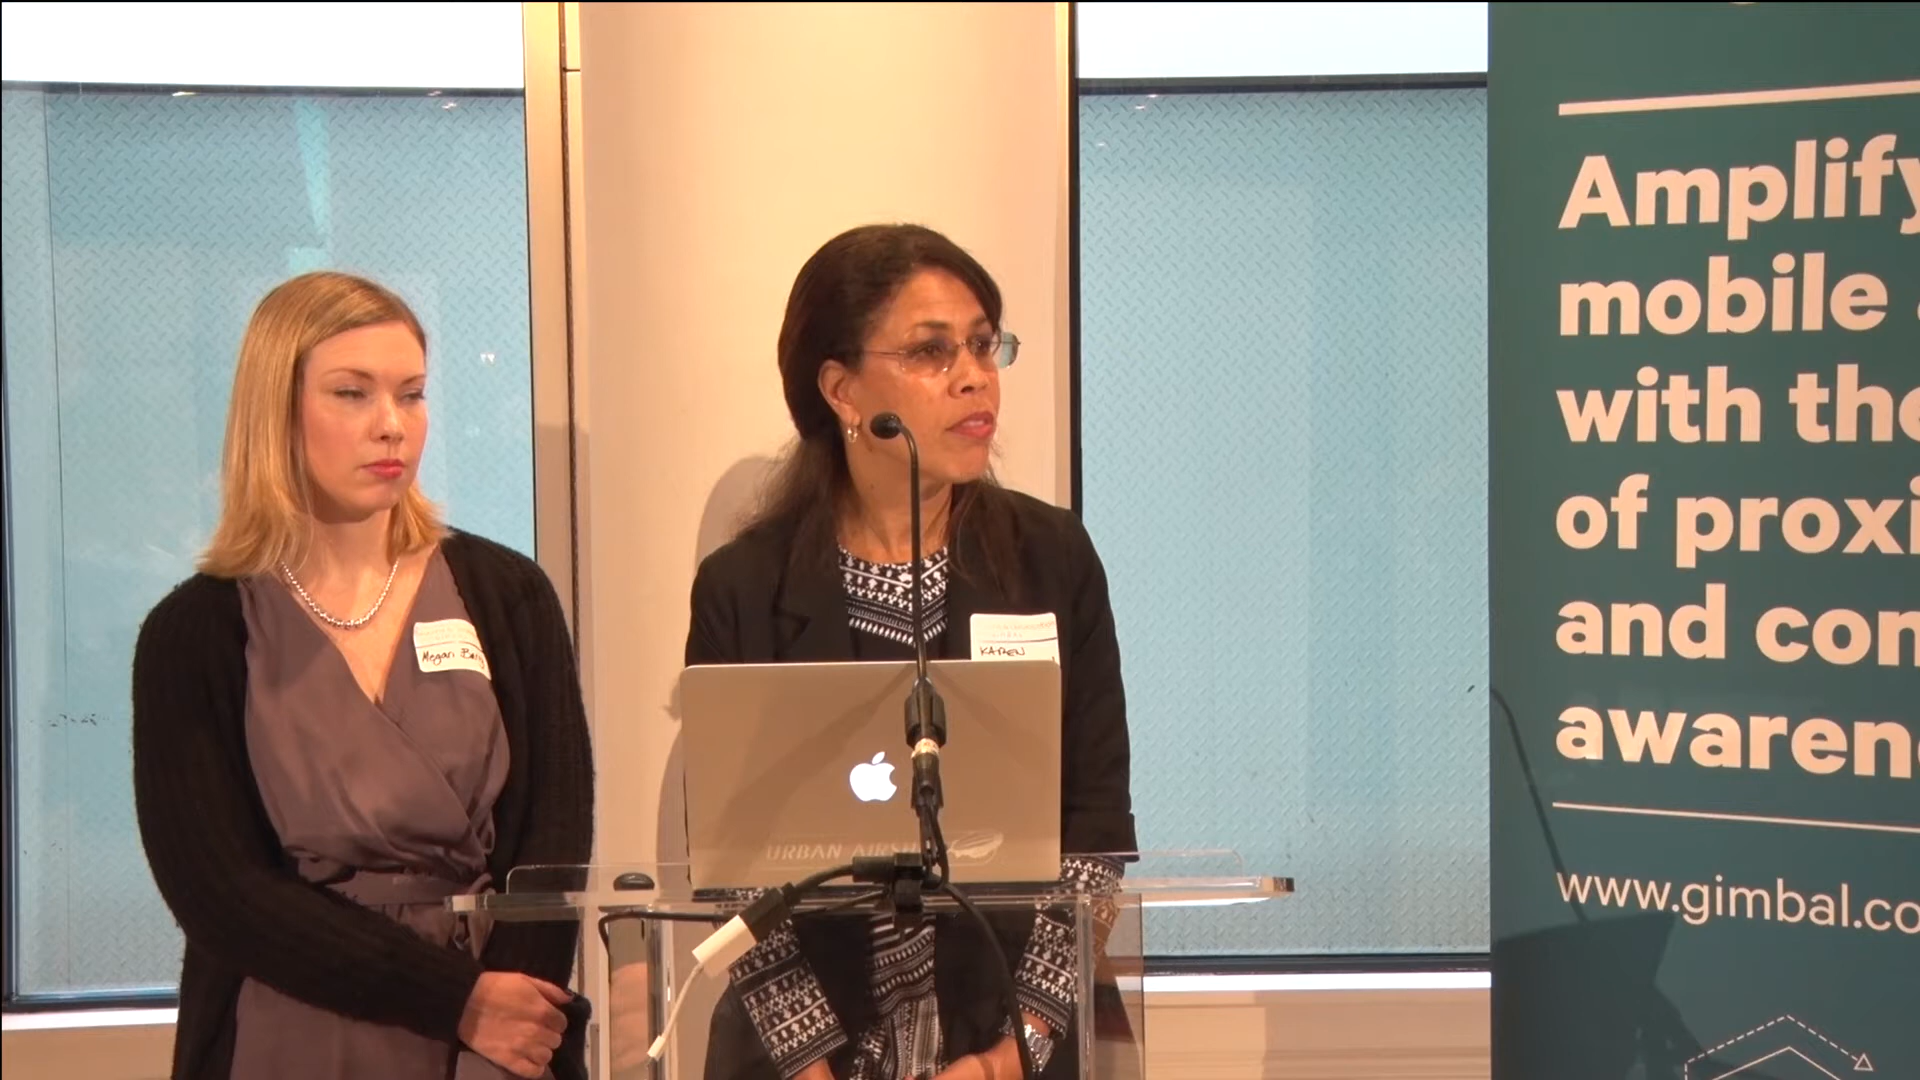 Amplify
mobile
with the
of proxi
and con
awaren
www.gimbal.co
Megan
KAREN
URBAN AIRSH